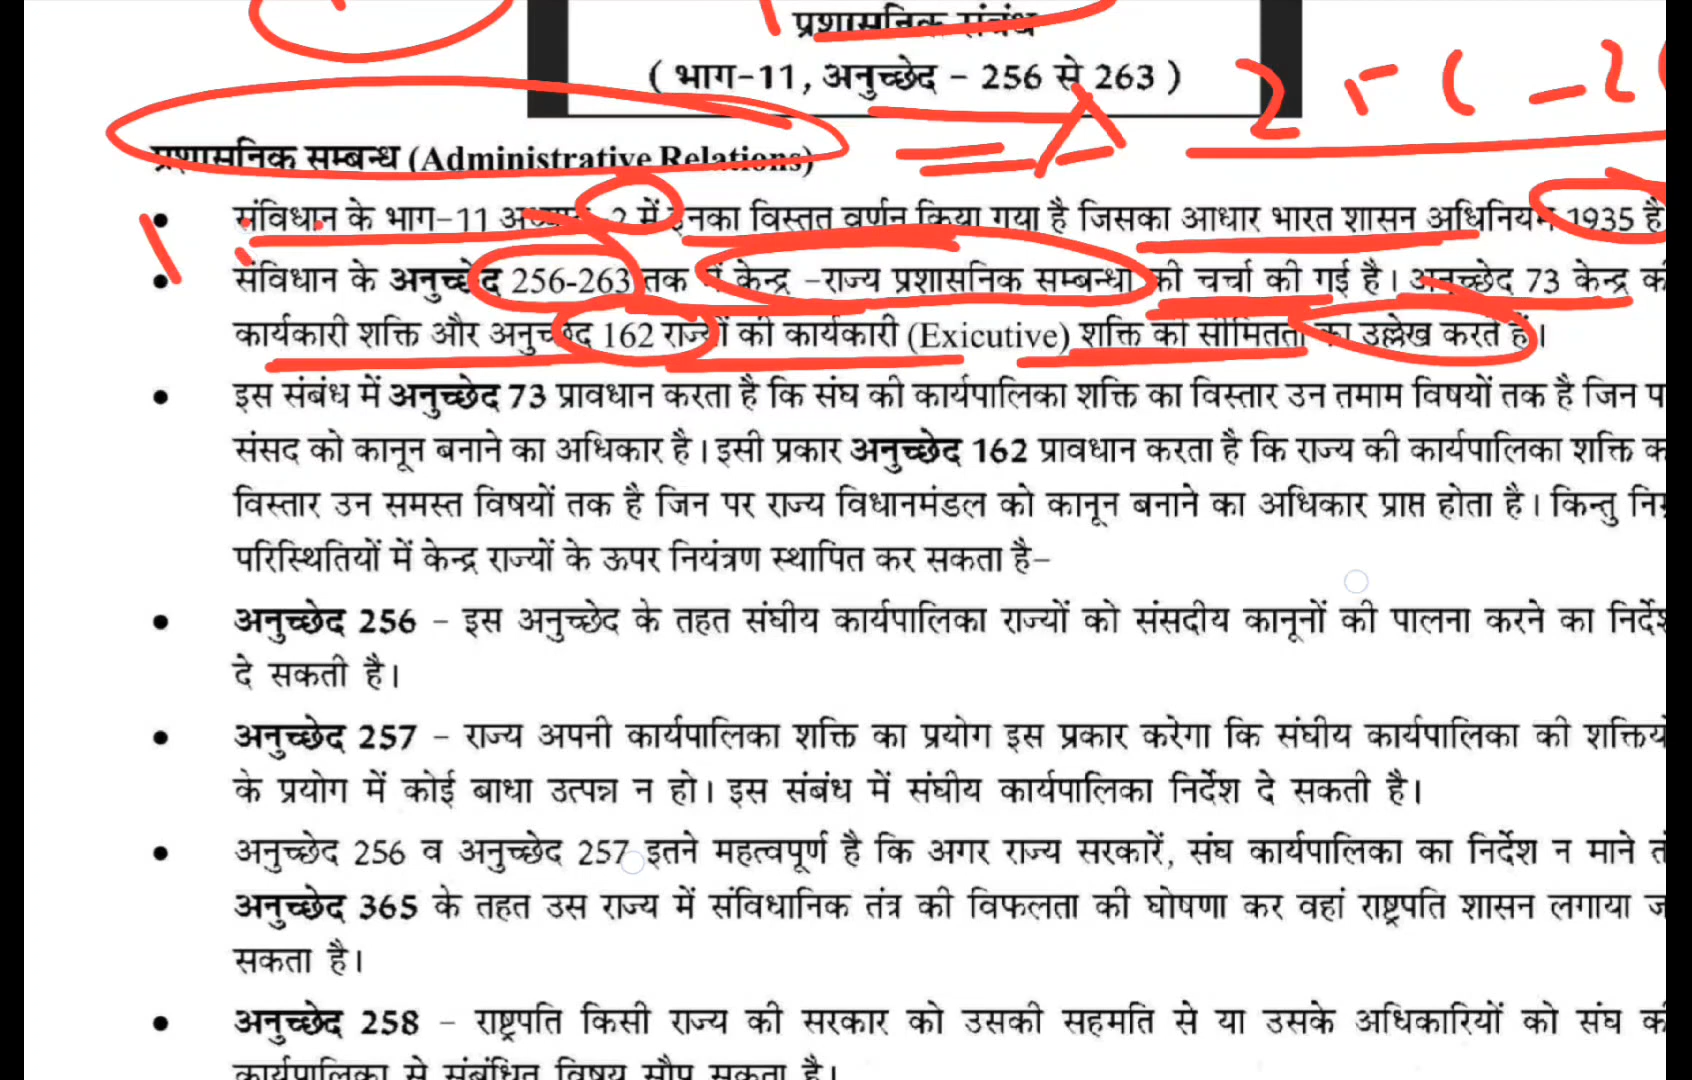 प्रशासनिक संबंध
( भाग-11, अनुच्छेद - 256 से 263 )
प्रशासनिक सम्बन्ध (Administrative Relations)
संविधान के भाग-11 अध्याय -2 में इनका विस्तृत वर्णन किया गया है जिसका आधार भारत शासन अधिनियम 1935 है
संविधान के अनुच्छेद 256-263 तक में केन्द्र -राज्य प्रशासनिक सम्बन्धों की चर्चा की गई है। अनुच्छेद 73 केन्द्र की
कार्यकारी शक्ति और अनुच्छेद 162 राज्यों की कार्यकारी (Exicutive) शक्ति की सीमितता का उल्लेख करते हैं।
इस संबंध में अनुच्छेद 73 प्रावधान करता है कि संघ की कार्यपालिका शक्ति का विस्तार उन तमाम विषयों तक है जिन प
संसद को कानून बनाने का अधिकार है। इसी प्रकार अनुच्छेद 162 प्रावधान करता है कि राज्य की कार्यपालिका शक्ति क
विस्तार उन समस्त विषयों तक है जिन पर राज्य विधानमंडल को कानून बनाने का अधिकार प्राप्त होता है। किन्तु निम्न
परिस्थितियों में केन्द्र राज्यों के ऊपर नियंत्रण स्थापित कर सकता है-
अनुच्छेद 256 - इस अनुच्छेद के तहत संघीय कार्यपालिका राज्यों को संसदीय कानूनों की पालना करने का निर्देश
दे सकती है।
अनुच्छेद 257 - राज्य अपनी कार्यपालिका शक्ति का प्रयोग इस प्रकार करेगा कि संघीय कार्यपालिका की शक्तिय
के प्रयोग में कोई बाधा उत्पन्न न हो। इस संबंध में संघीय कार्यपालिका निर्देश दे सकती है।
अनुच्छेद 256 व अनुच्छेद 257 इतने महत्वपूर्ण है कि अगर राज्य सरकारें, संघ कार्यपालिका का निर्देश न माने त
अनुच्छेद 365 के तहत उस राज्य में संविधानिक तंत्र की विफलता की घोषणा कर वहां राष्ट्रपति शासन लगाया ज
सकता है।
अनुच्छेद 258 - राष्ट्रपति किसी राज्य की सरकार को उसकी सहमति से या उसके अधिकारियों को संघ की
कार्यपालिका से संबंधित विषय सौंप सकता है।